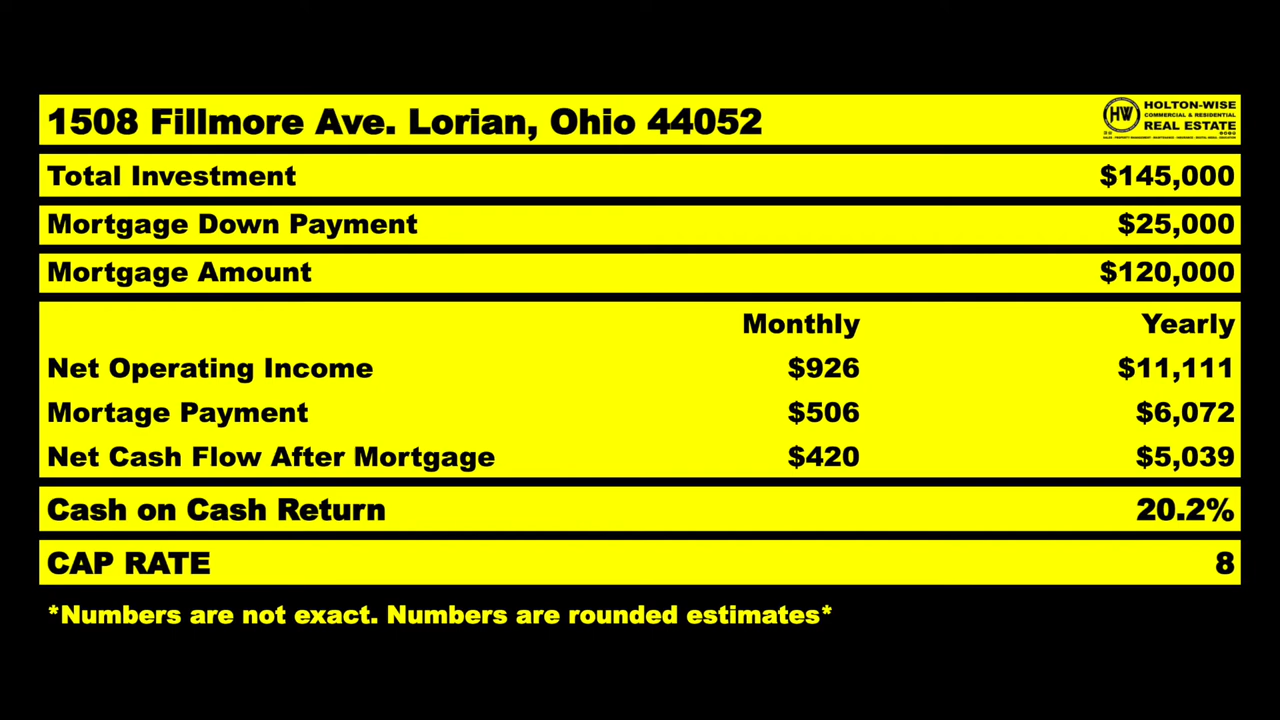 1508 Fillmore Ave. Lorian, Ohio 44052
HW
HOLTON-WISE
COMMERCIAL & RESIDENTIAL
REAL ESTATE
Total Investment $145,000
Mortgage Down Payment $25,000
Mortgage Amount $120,000
Monthly Yearly
Net Operating Income $926 $11,111
Mortage Payment $506 $6,072
Net Cash Flow After Mortgage $420 $5,039
Cash on Cash Return 20.2%
CAP RATE 8
*Numbers are not exact. Numbers are rounded estimates*